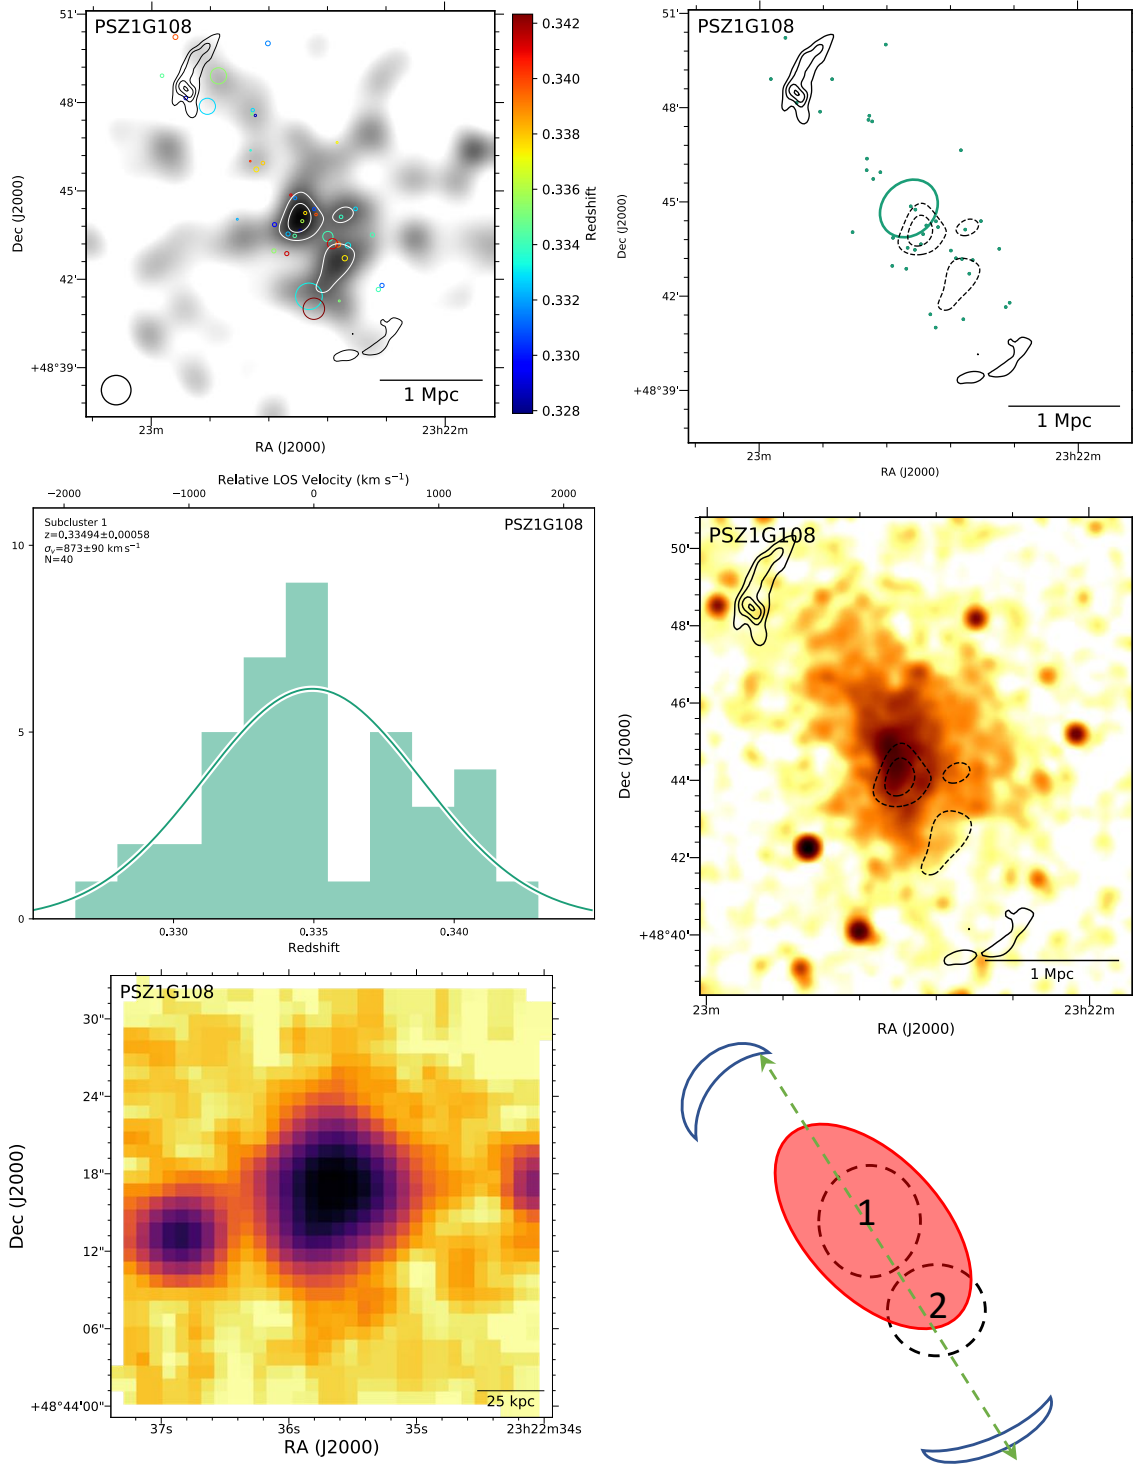 PSZ1G108
51'
48'
45'
42'
+48°39'
Dec (J2000)
23m
23h22m
RA (J2000)
1 Mpc
0.342
0.340
0.338
0.336
0.334
0.332
0.330
0.328
Redshift
PSZ1G108
51'
48'
45'
42'
+48°39'
Dec (J2000)
23m
23h22m
RA (J2000)
1 Mpc
Relative LOS Velocity (km s⁻¹)
−2000
−1000
0
1000
2000
Subcluster 1
z=0.33494±0.00058
σᵥ=873±90 km s⁻¹
N=40
PSZ1G108
10
5
0
0.330
0.335
0.340
Redshift
PSZ1G108
50'
48'
46'
44'
42'
+48°40'
Dec (J2000)
1 Mpc
23m
23h22m
RA (J2000)
PSZ1G108
30"
24"
18"
12"
06"
+48°44'00"
Dec (J2000)
25 kpc
37s
36s
35s
23h22m34s
RA (J2000)
1
2